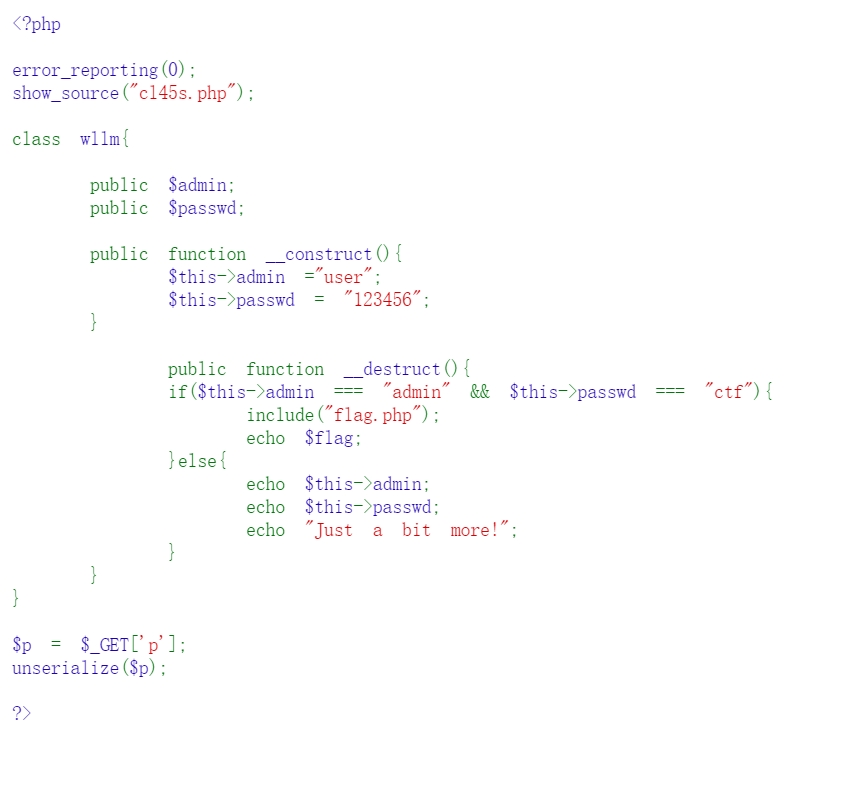 <?php
error_reporting(0);
show_source("cl45s.php");
class wllm{
public $admin;
public $passwd;
public function __construct(){
$this->admin ="user";
$this->passwd = "123456";
}
public function __destruct(){
if($this->admin === "admin" && $this->passwd === "ctf"){
include("flag.php");
echo $flag;
}else{
echo $this->admin;
echo $this->passwd;
echo "Just a bit more!";
}
}
}
$p = $_GET['p'];
unserialize($p);
?>